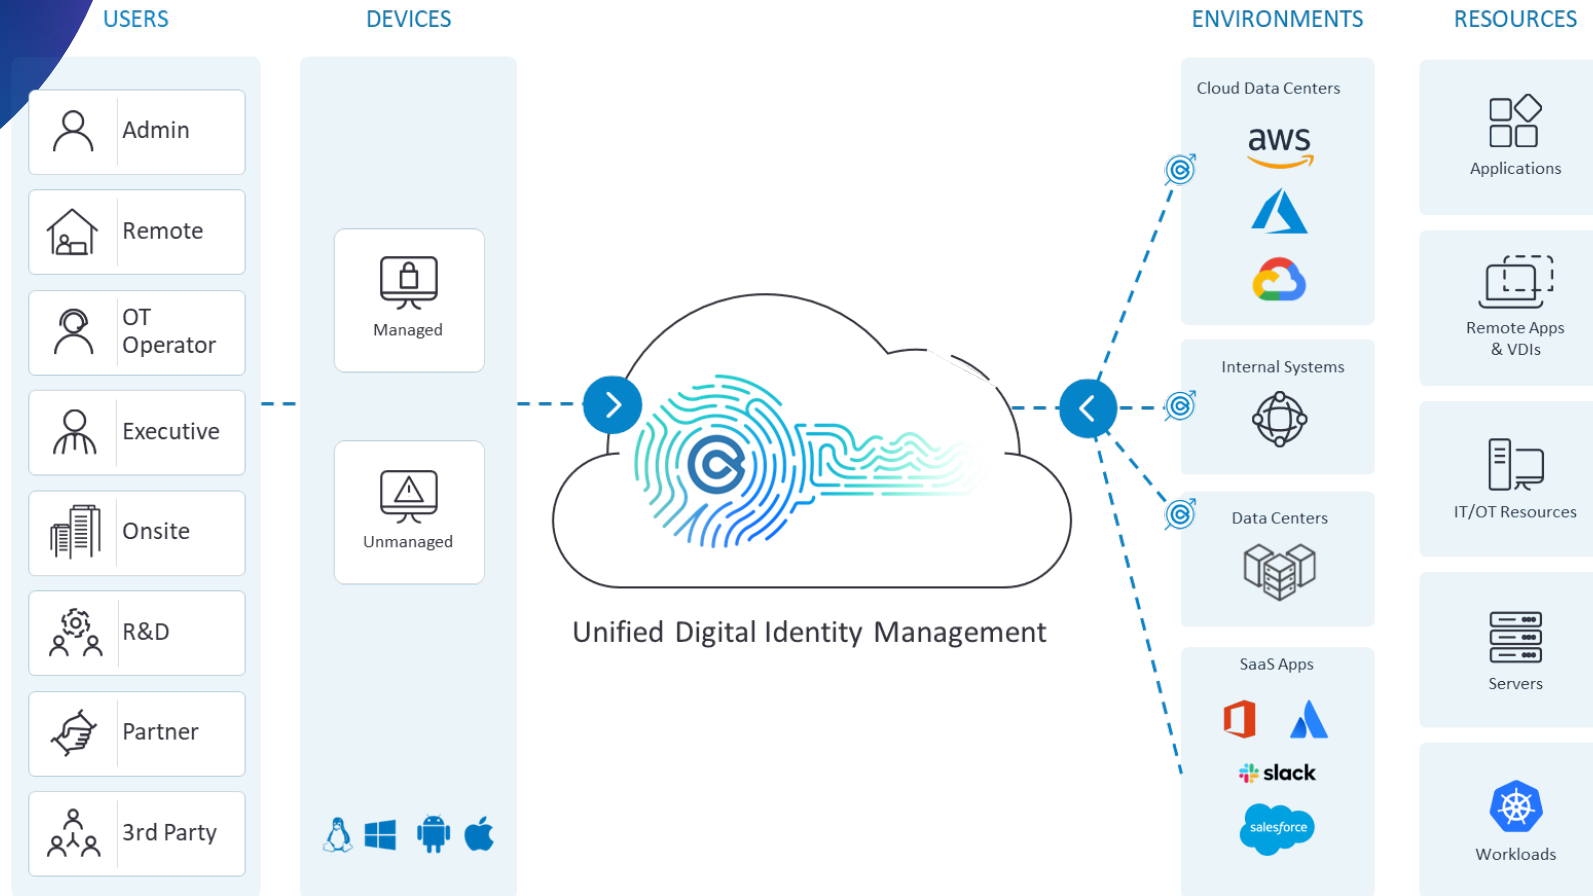 USERS
DEVICES
ENVIRONMENTS
RESOURCES
Admin
Remote
OT
Operator
Executive
Onsite
R&D
Partner
3rd Party
Managed
Unmanaged
Unified Digital Identity Management
Cloud Data Centers
aws
Internal Systems
Data Centers
SaaS Apps
slack
salesforce
Applications
Remote Apps
& VDIs
IT/OT Resources
Servers
Workloads